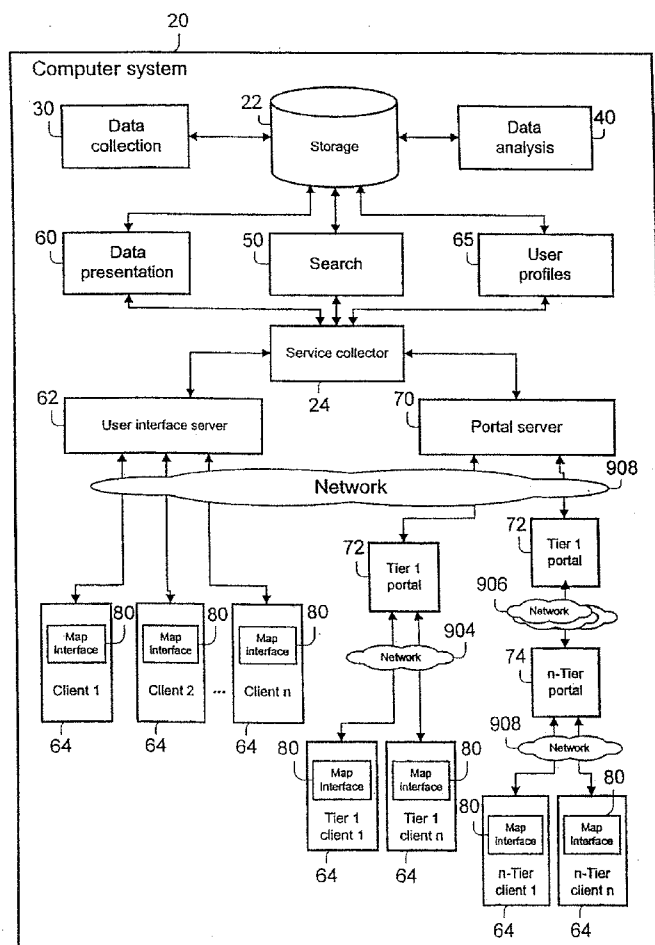 20
Computer system
30
22
40
Data
collection
Storage
Data
analysis
60
50
65
Data
presentation
Search
User
profiles
Service collector
24
62
70
User interface server
Portal server
Network
908
72
Tier 1
portal
72
Tier 1
portal
906
Network
80
80
80
Map
Interface
Map
Interface
Map
interface
Client 1
Client 2
...
Client n
64
64
64
904
Network
74
n-Tier
portal
908
Network
80
80
Map
Interface
Map
Interface
Tier 1
client 1
Tier 1
client n
64
64
80
80
Map
Interface
Map
Interface
n-Tier
client 1
n-Tier
client n
64
64